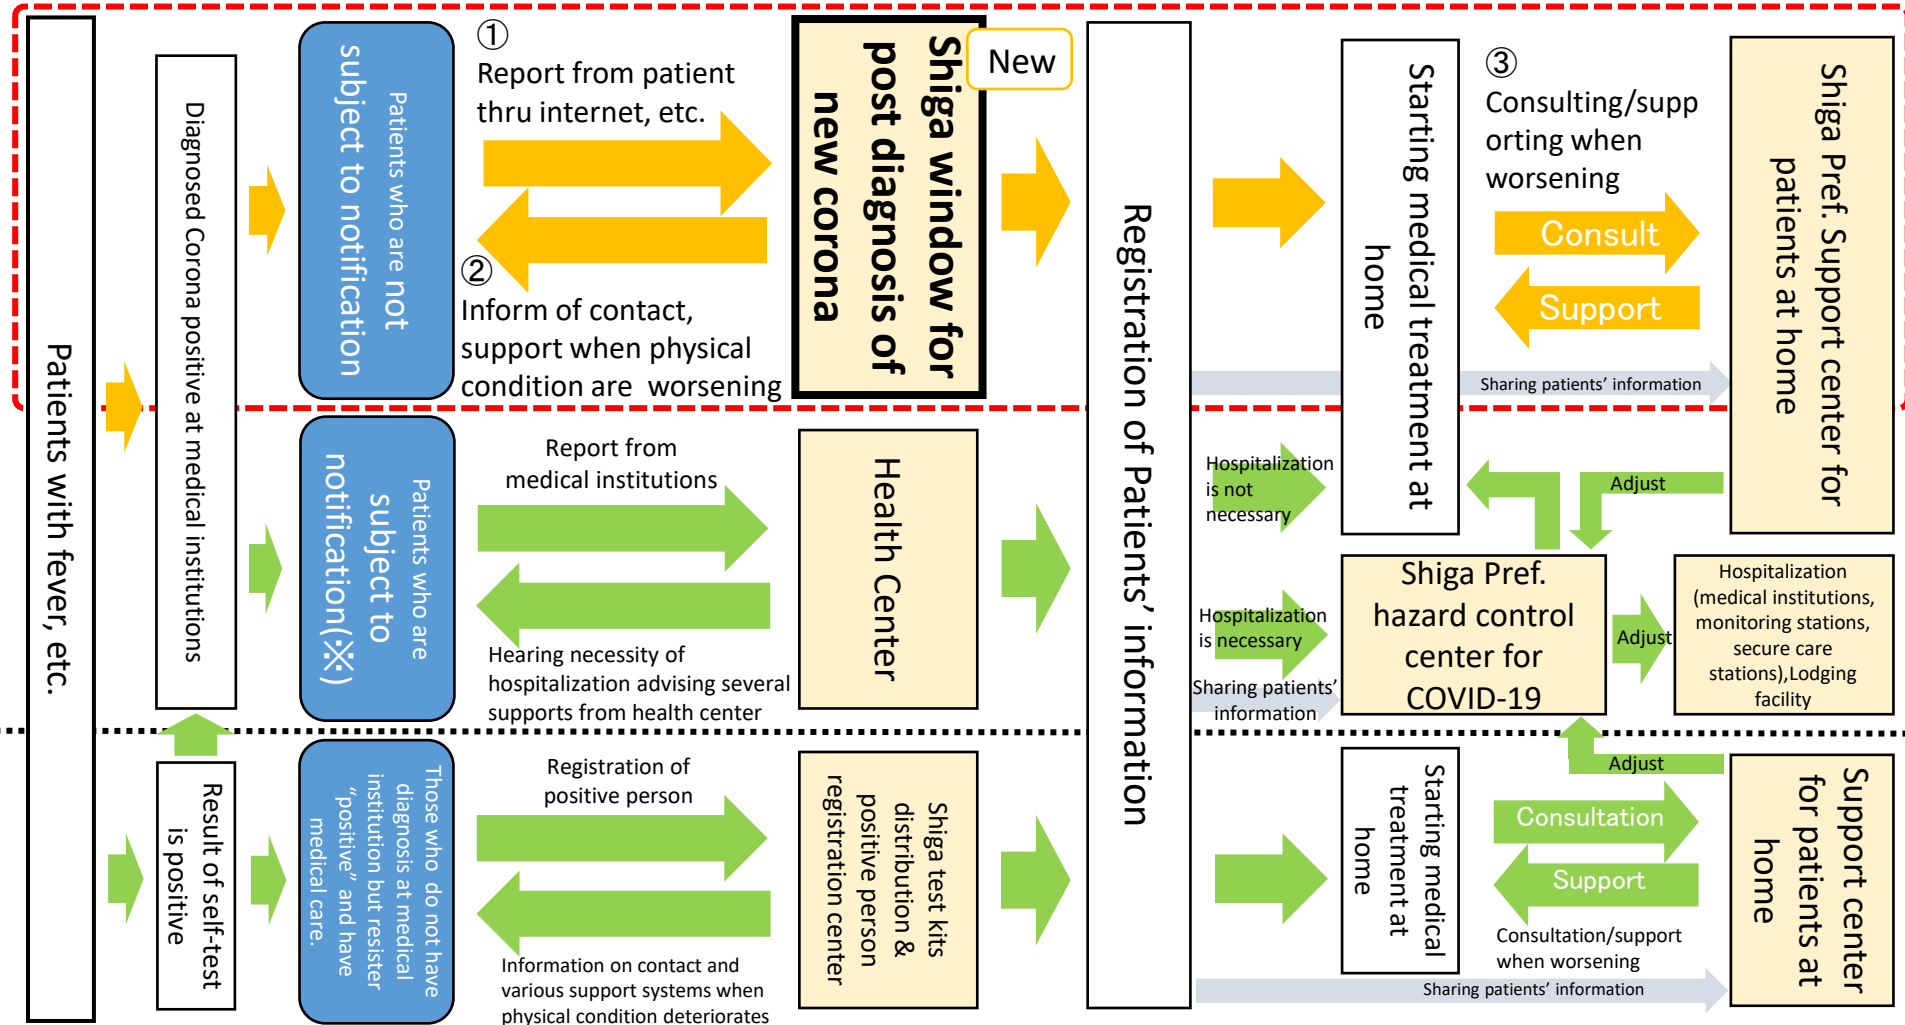 Patients with fever, etc.
Diagnosed Corona positive at medical institutions
Patients who are not
subject to notification
①
Report from patient
thru internet, etc.
②
Inform of contact,
support when physical
condition are worsening
Shiga window for
post diagnosis of
new corona
New
Registration of Patients' information
Starting medical treatment at
home
③
Consulting/supp
orting when
worsening
Consult
Support
Sharing patients' information
Shiga Pref. Support center for
patients at home
Patients who are
subject to
notification(※)
Report from
medical institutions
Hearing necessity of
hospitalization advising several
supports from health center
Health Center
Hospitalization
is not
necessary
Hospitalization
is necessary
Sharing patients'
information
Adjust
Shiga Pref.
hazard control
center for
COVID-19
Adjust
Hospitalization
(medical institutions,
monitoring stations,
secure care
stations),Lodging
facility
Result of self-test
is positive
Those who do not have
diagnosis at medical
institution but resister
“positive” and have
medical care.
Registration of
positive person
Information on contact and
various support systems when
physical condition deteriorates
Shiga test kits
distribution &
positive person
registration center
Starting medical
treatment at
home
Adjust
Consultation
Support
Consultation/support
when worsening
Sharing patients' information
Support center
for patients at
home